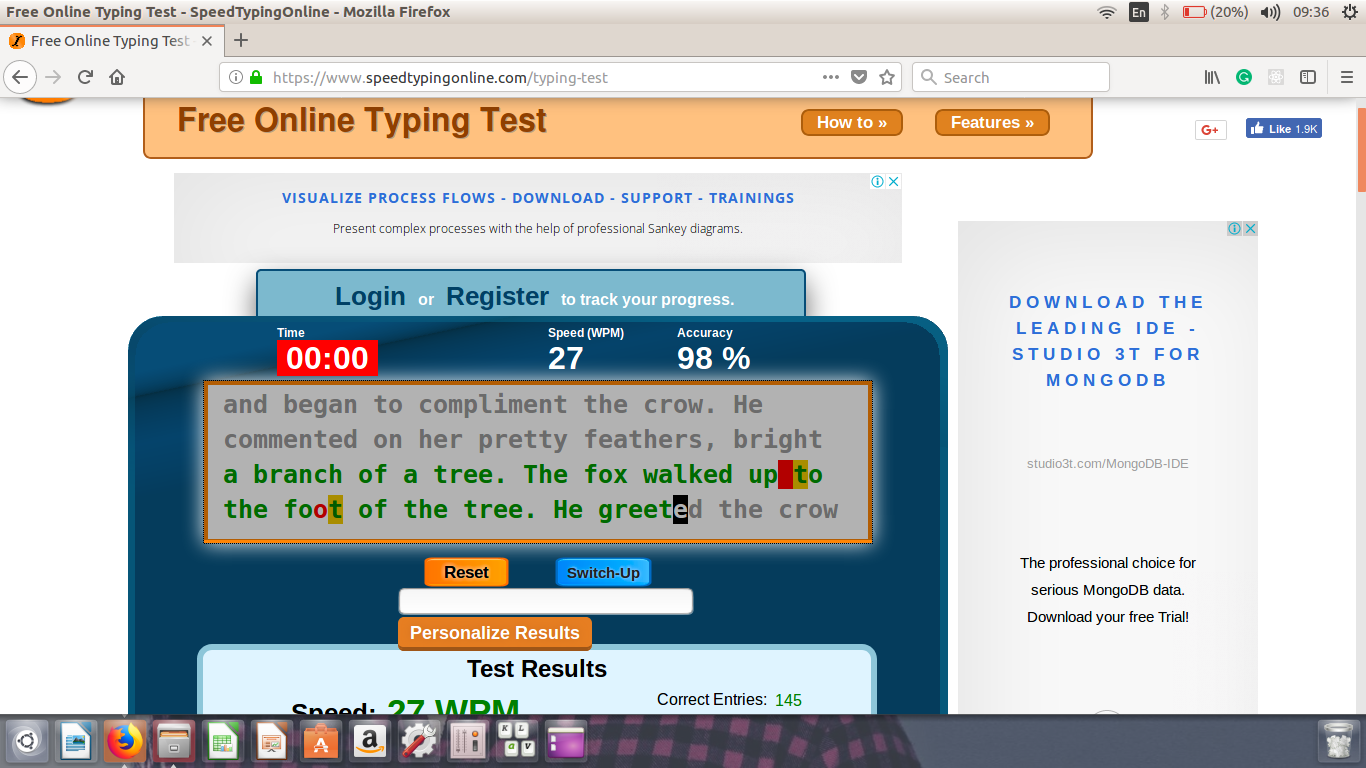 Free Online Typing Test - SpeedTypingOnline - Mozilla Firefox
En
(20%)
09:36
Free Online Typing Test
https://www.speedtypingonline.com/typing-test
Search
Free Online Typing Test
How to »
Features »
G+
Like 1.9K
VISUALIZE PROCESS FLOWS - DOWNLOAD - SUPPORT - TRAININGS
Present complex processes with the help of professional Sankey diagrams.
Login or Register to track your progress.
Time
Speed (WPM)
Accuracy
00:00
27
98 %
and began to compliment the crow. He
commented on her pretty feathers, bright
a branch of a tree. The fox walked up to
the foot of the tree. He greeted the crow
Reset
Switch-Up
Personalize Results
Test Results
Speed: 27 WPM
Correct Entries: 145
DOWNLOAD THE
LEADING IDE -
STUDIO 3T FOR
MONGODB
studio3t.com/MongoDB-IDE
The professional choice for
serious MongoDB data.
Download your free Trial!
a
K L
a v